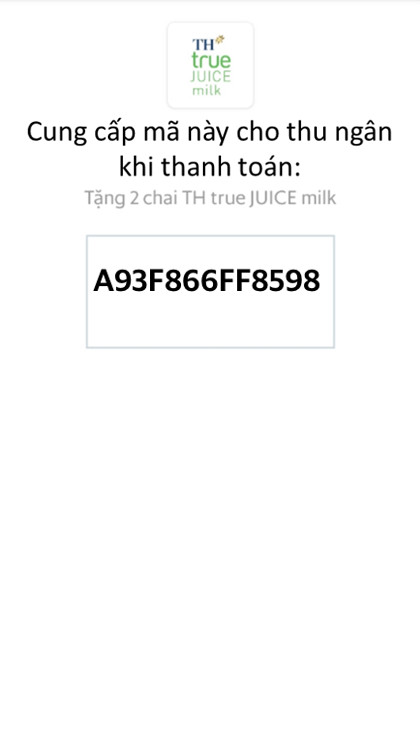 TH
true
JUICE
milk
Cung cấp mã này cho thu ngân
khi thanh toán:
Tặng 2 chai TH true JUICE milk
A93F866FF8598